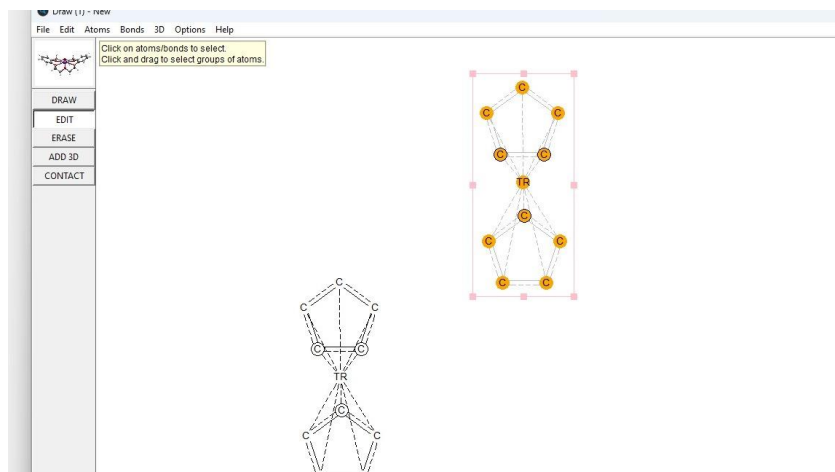 Draw (1) - New
File Edit Atoms Bonds 3D Options Help
Click on atoms/bonds to select.
Click and drag to select groups of atoms.
DRAW
EDIT
ERASE
ADD 3D
CONTACT
C
C
C
C
C
TR
C
C
C
C
C
C
C
C
C
C
TR
C
C
C